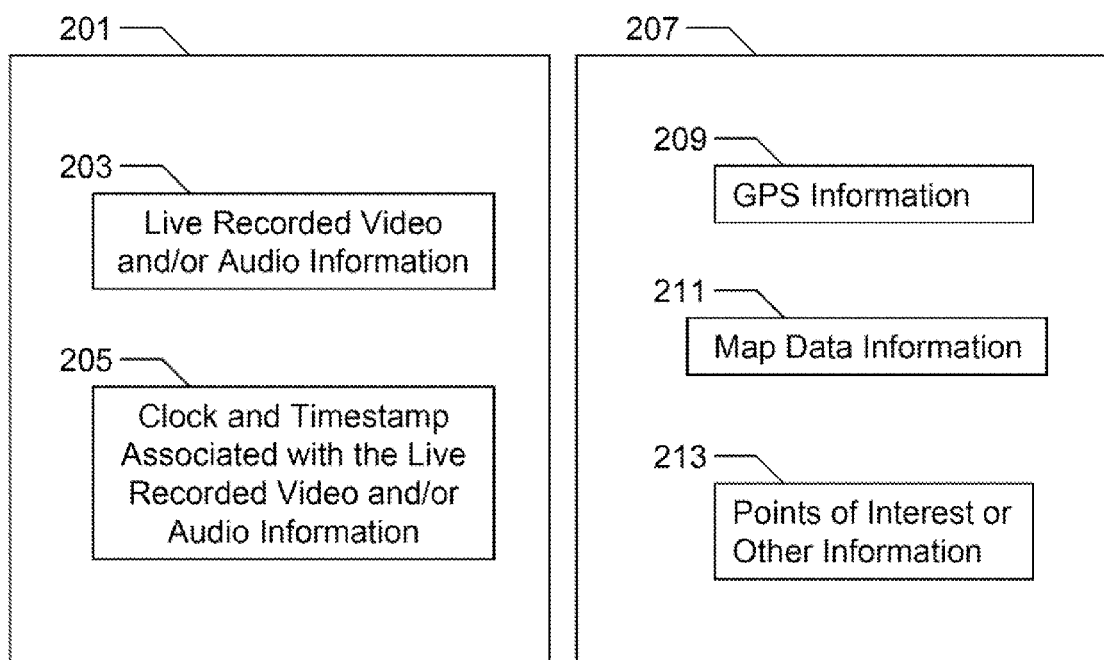 201
203
Live Recorded Video
and/or Audio Information
205
Clock and Timestamp
Associated with the Live
Recorded Video and/or
Audio Information
207
209
GPS Information
211
Map Data Information
213
Points of Interest or
Other Information